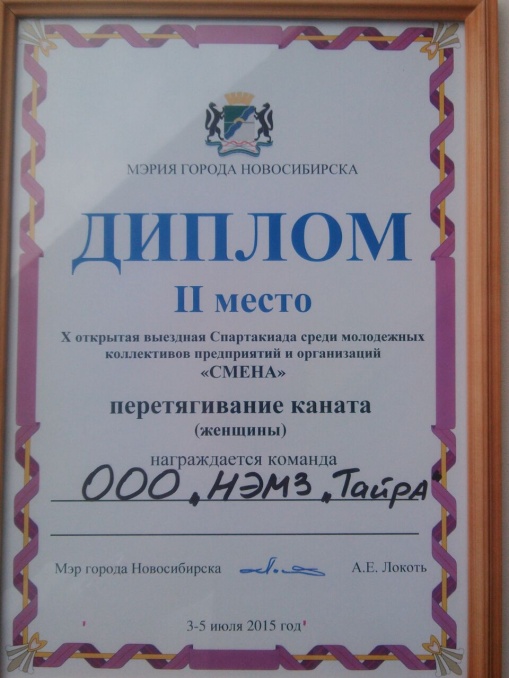 МЭРИЯ ГОРОДА НОВОСИБИРСКА
ДИПЛОМ
II место
X открытая выездная Спартакиада среди молодежных
коллективов предприятий и организаций
«СМЕНА»
перетягивание каната
(женщины)
награждается команда
ООО „НЭМЗ „Тайра"
Мэр города Новосибирска А.Е. Локоть
3-5 июля 2015 год